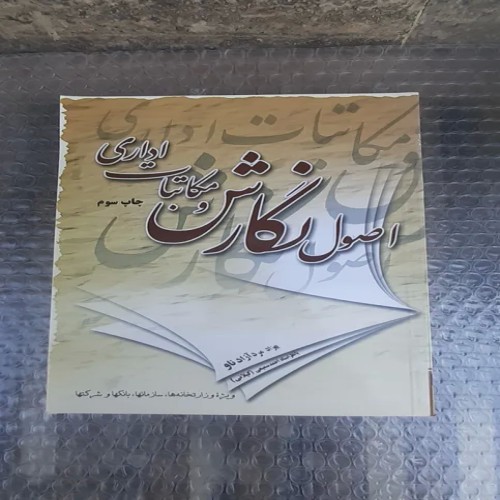 اصول نگارش
و مکاتبات اداری
چاپ سوم
ویژه وزارتخانه‌ها، سازمانها، بانکها و شرکتها